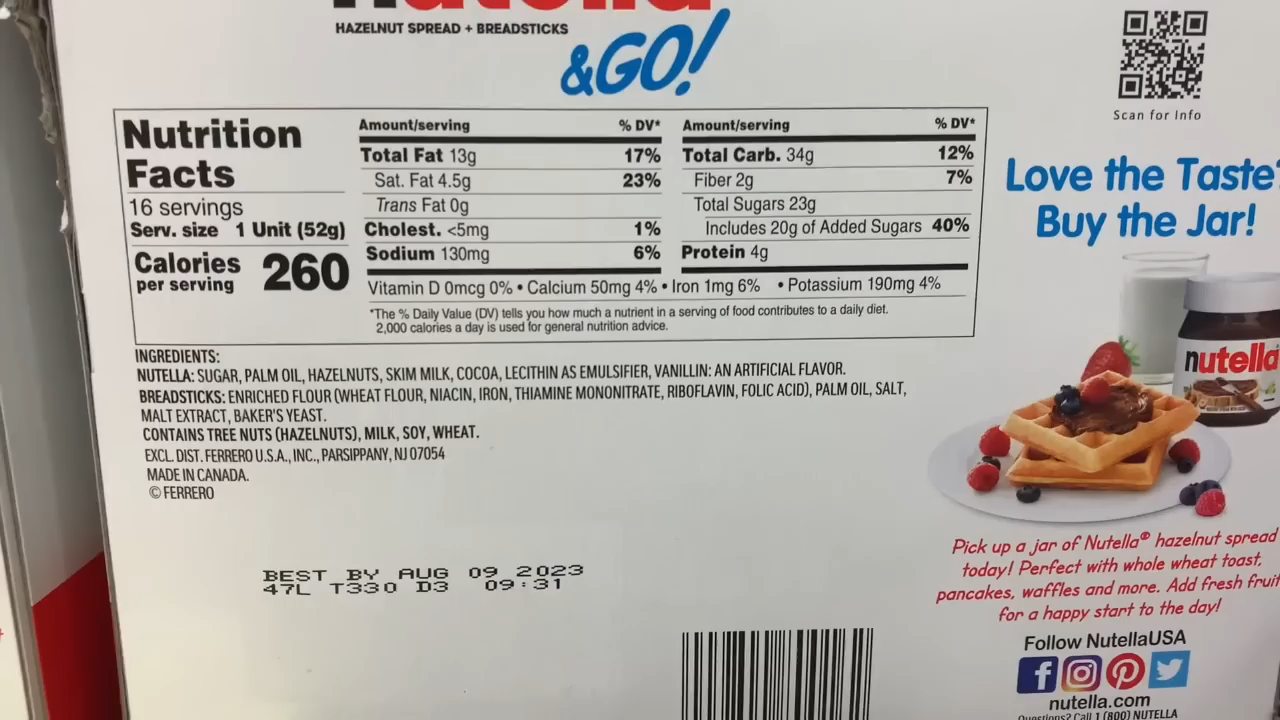 nutella
HAZELNUT SPREAD + BREADSTICKS
&GO!
Scan for Info
Nutrition
Facts
16 servings
Serv. size 1 Unit (52g)
Calories
per serving 260
Amount/serving % DV*
Total Fat 13g 17%
Sat. Fat 4.5g 23%
Trans Fat 0g
Cholest. <5mg 1%
Sodium 130mg 6%
Amount/serving % DV*
Total Carb. 34g 12%
Fiber 2g 7%
Total Sugars 23g
Includes 20g of Added Sugars 40%
Protein 4g
Vitamin D 0mcg 0% • Calcium 50mg 4% • Iron 1mg 6% • Potassium 190mg 4%
*The % Daily Value (DV) tells you how much a nutrient in a serving of food contributes to a daily diet.
2,000 calories a day is used for general nutrition advice.
INGREDIENTS:
NUTELLA: SUGAR, PALM OIL, HAZELNUTS, SKIM MILK, COCOA, LECITHIN AS EMULSIFIER, VANILLIN: AN ARTIFICIAL FLAVOR.
BREADSTICKS: ENRICHED FLOUR (WHEAT FLOUR, NIACIN, IRON, THIAMINE MONONITRATE, RIBOFLAVIN, FOLIC ACID), PALM OIL, SALT,
MALT EXTRACT, BAKER'S YEAST.
CONTAINS TREE NUTS (HAZELNUTS), MILK, SOY, WHEAT.
EXCL. DIST. FERRERO U.S.A., INC., PARSIPPANY, NJ 07054
MADE IN CANADA.
© FERRERO
BEST BY AUG 09 2023
47L T330 D3 09:31
Love the Taste?
Buy the Jar!
nutella
Pick up a jar of Nutella® hazelnut spread
today! Perfect with whole wheat toast,
pancakes, waffles and more. Add fresh fruit
for a happy start to the day!
Follow NutellaUSA
nutella.com
Questions? Call 1 (800) NUTELLA